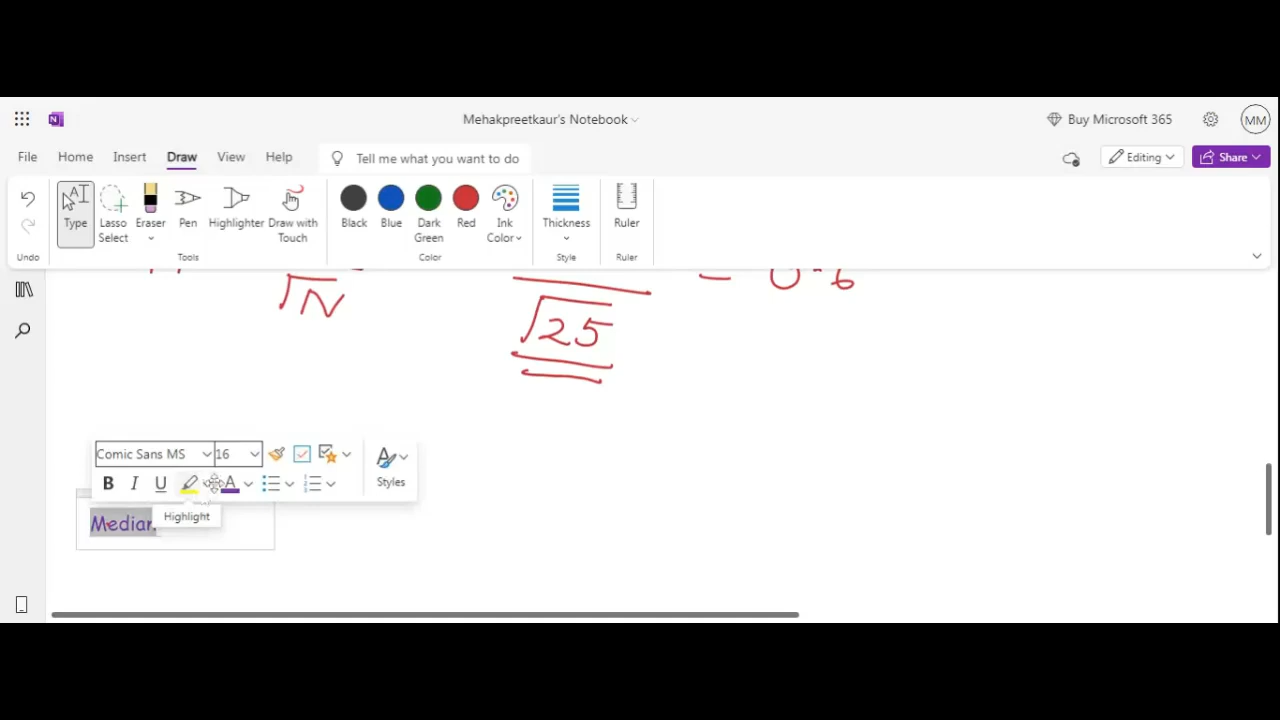 Mehakpreetkaur's Notebook
Buy Microsoft 365
MM
File
Home
Insert
Draw
View
Help
Tell me what you want to do
Editing
Share
Type
Lasso Select
Eraser
Pen
Highlighter
Draw with Touch
Black
Blue
Dark Green
Red
Ink Color
Thickness
Ruler
Undo
Tools
Color
Style
Ruler
= 0.6
√N
√25
Comic Sans MS
16
B
I
U
A
Styles
Highlight
Median